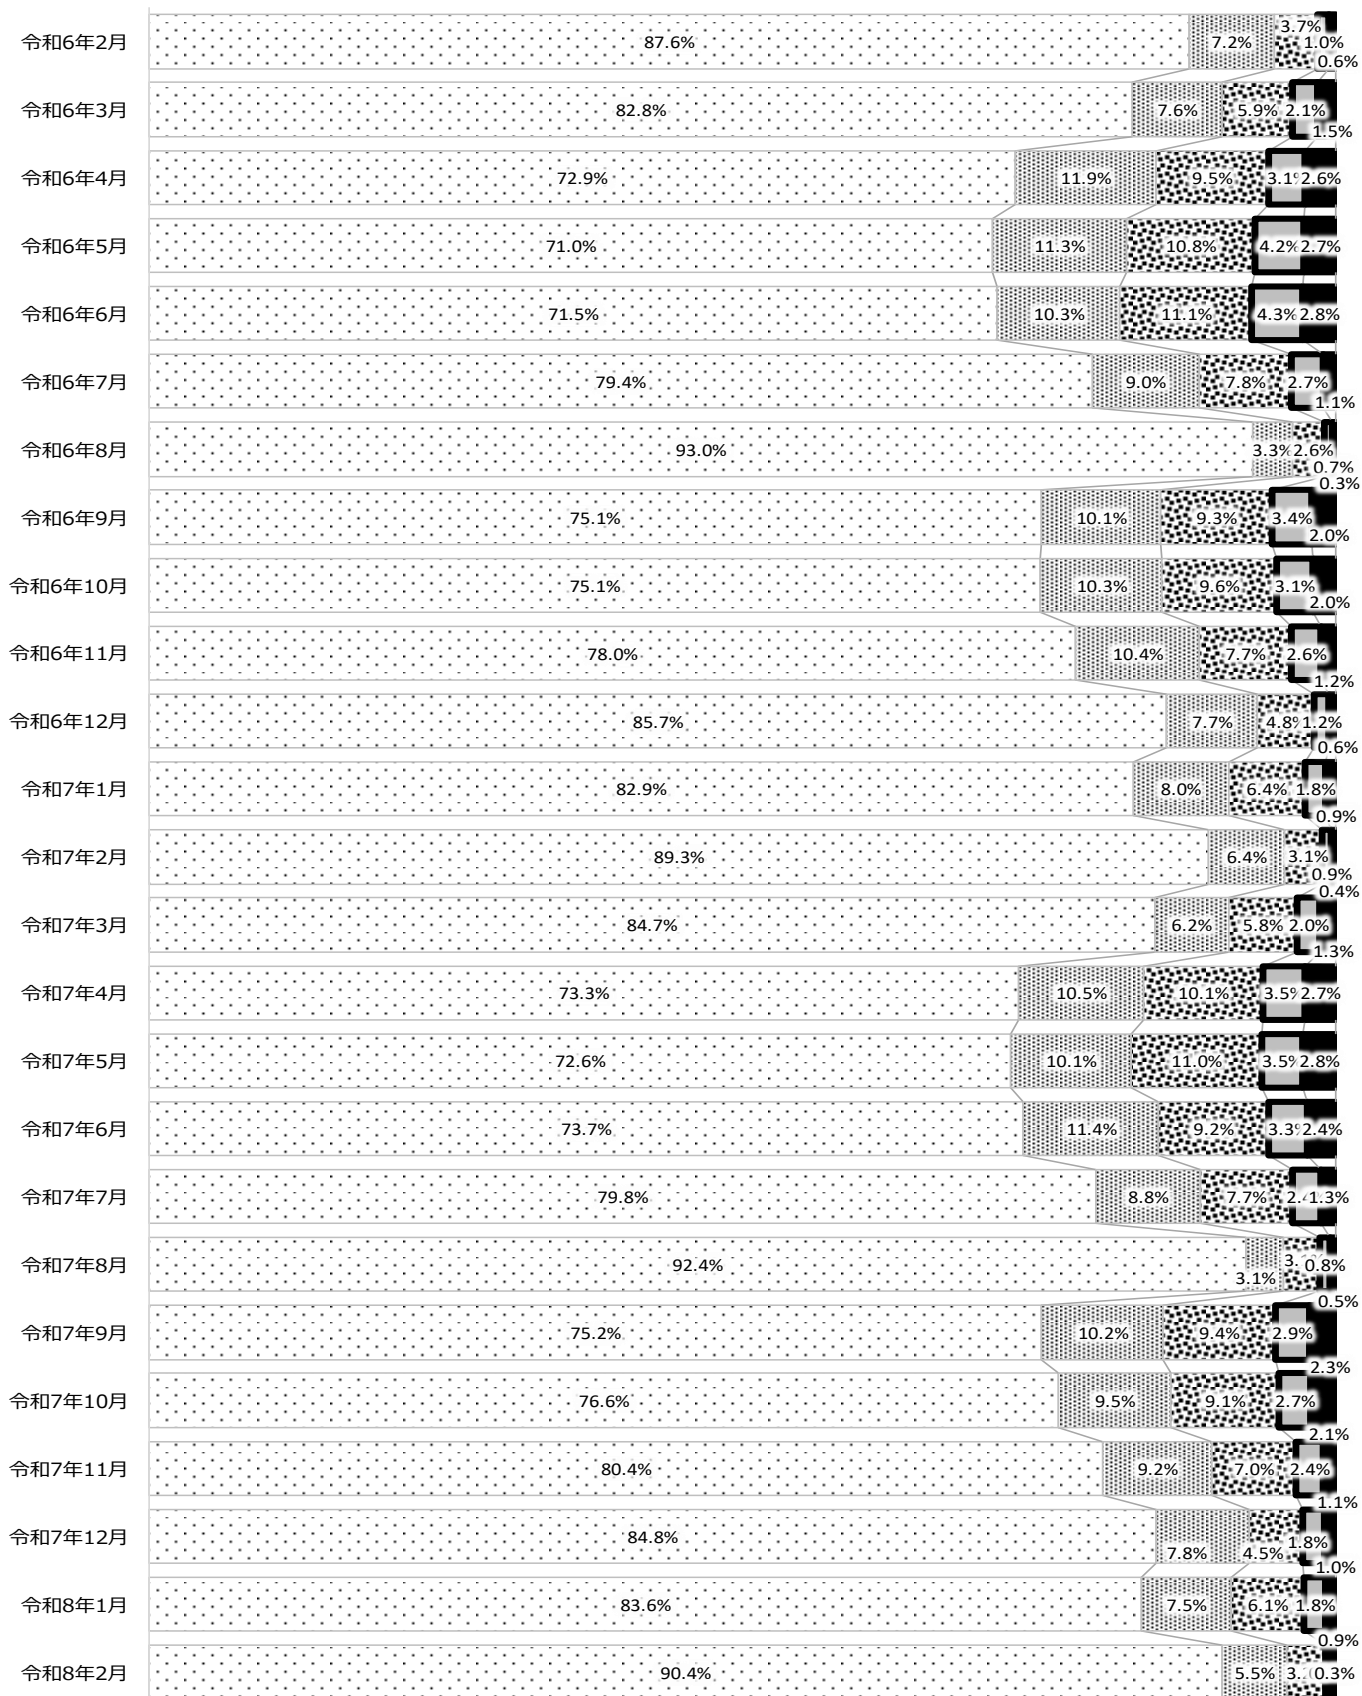 令和6年2月 87.6% 7.2% 3.7% 1.0% 0.6%
令和6年3月 82.8% 7.6% 5.9% 2.1% 1.5%
令和6年4月 72.9% 11.9% 9.5% 3.1% 2.6%
令和6年5月 71.0% 11.3% 10.8% 4.2% 2.7%
令和6年6月 71.5% 10.3% 11.1% 4.3% 2.8%
令和6年7月 79.4% 9.0% 7.8% 2.7% 1.1%
令和6年8月 93.0% 3.3% 2.6% 0.7% 0.3%
令和6年9月 75.1% 10.1% 9.3% 3.4% 2.0%
令和6年10月 75.1% 10.3% 9.6% 3.1% 2.0%
令和6年11月 78.0% 10.4% 7.7% 2.6% 1.2%
令和6年12月 85.7% 7.7% 4.8% 1.2% 0.6%
令和7年1月 82.9% 8.0% 6.4% 1.8% 0.9%
令和7年2月 89.3% 6.4% 3.1% 0.9% 0.4%
令和7年3月 84.7% 6.2% 5.8% 2.0% 1.3%
令和7年4月 73.3% 10.5% 10.1% 3.5% 2.7%
令和7年5月 72.6% 10.1% 11.0% 3.5% 2.8%
令和7年6月 73.7% 11.4% 9.2% 3.3% 2.4%
令和7年7月 79.8% 8.8% 7.7% 1.3%
令和7年8月 92.4% 3.1% 0.8% 0.5%
令和7年9月 75.2% 10.2% 9.4% 2.9% 2.3%
令和7年10月 76.6% 9.5% 9.1% 2.7% 2.1%
令和7年11月 80.4% 9.2% 7.0% 2.4% 1.1%
令和7年12月 84.8% 7.8% 4.5% 1.8% 1.0%
令和8年1月 83.6% 7.5% 6.1% 1.8% 0.9%
令和8年2月 90.4% 5.5% 0.3%